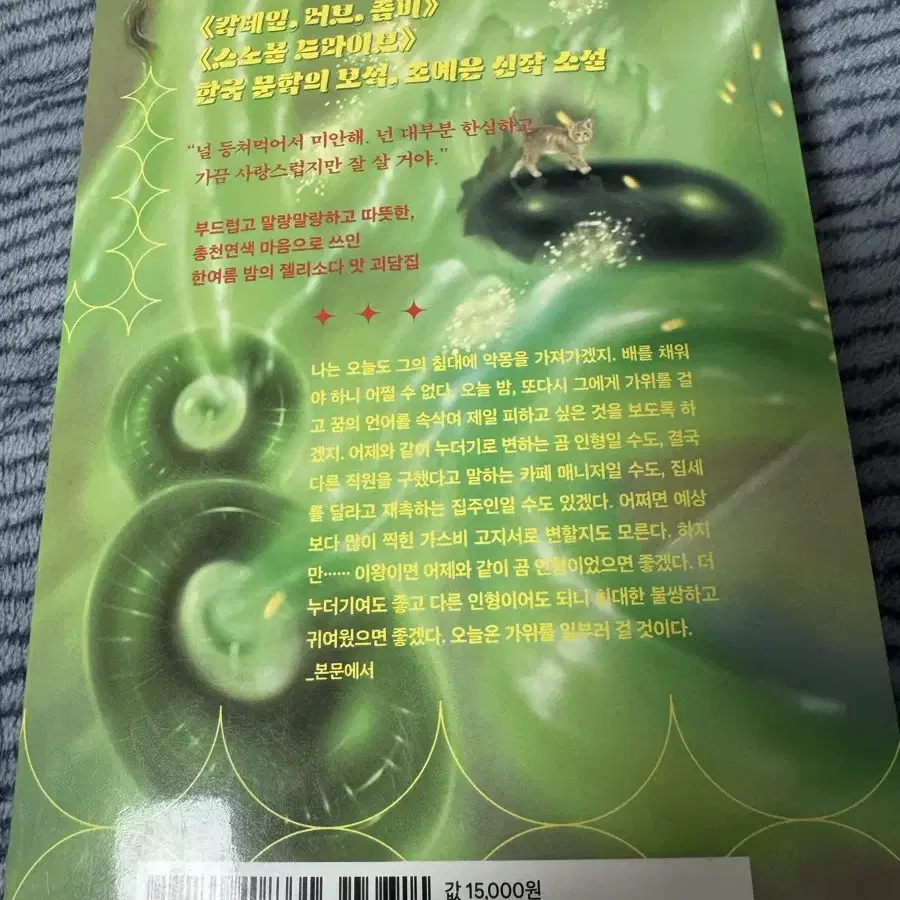 《칵테일, 러브, 좀비》
《스노볼 드라이브》
한국 문학의 보석, 조예은 신작 소설
“널 등쳐먹어서 미안해. 넌 대부분 한심하고
가끔 사랑스럽지만 잘 살 거야.”
부드럽고 말랑말랑하고 따뜻한,
총천연색 마음으로 쓰인
한여름 밤의 젤리소다 맛 괴담집
나는 오늘도 그의 침대에 악몽을 가져가겠지. 배를 채워
야 하니 어쩔 수 없다. 오늘 밤, 또다시 그에게 가위를 걸
고 꿈의 언어를 속삭여 제일 피하고 싶은 것을 보도록 하
겠지. 어제와 같이 누더기로 변하는 곰 인형일 수도, 결국
다른 직원을 구했다고 말하는 카페 매니저일 수도, 집세
를 달라고 재촉하는 집주인일 수도 있겠다. 어쩌면 예상
보다 많이 찍힌 가스비 고지서로 변할지도 모른다. 하지
만…… 이왕이면 어제와 같이 곰 인형이었으면 좋겠다. 더
누더기여도 좋고 다른 인형이어도 되니 최대한 불쌍하고
귀여웠으면 좋겠다. 오늘은 가위를 일부러 걸 것이다.
_본문에서
값 15,000원